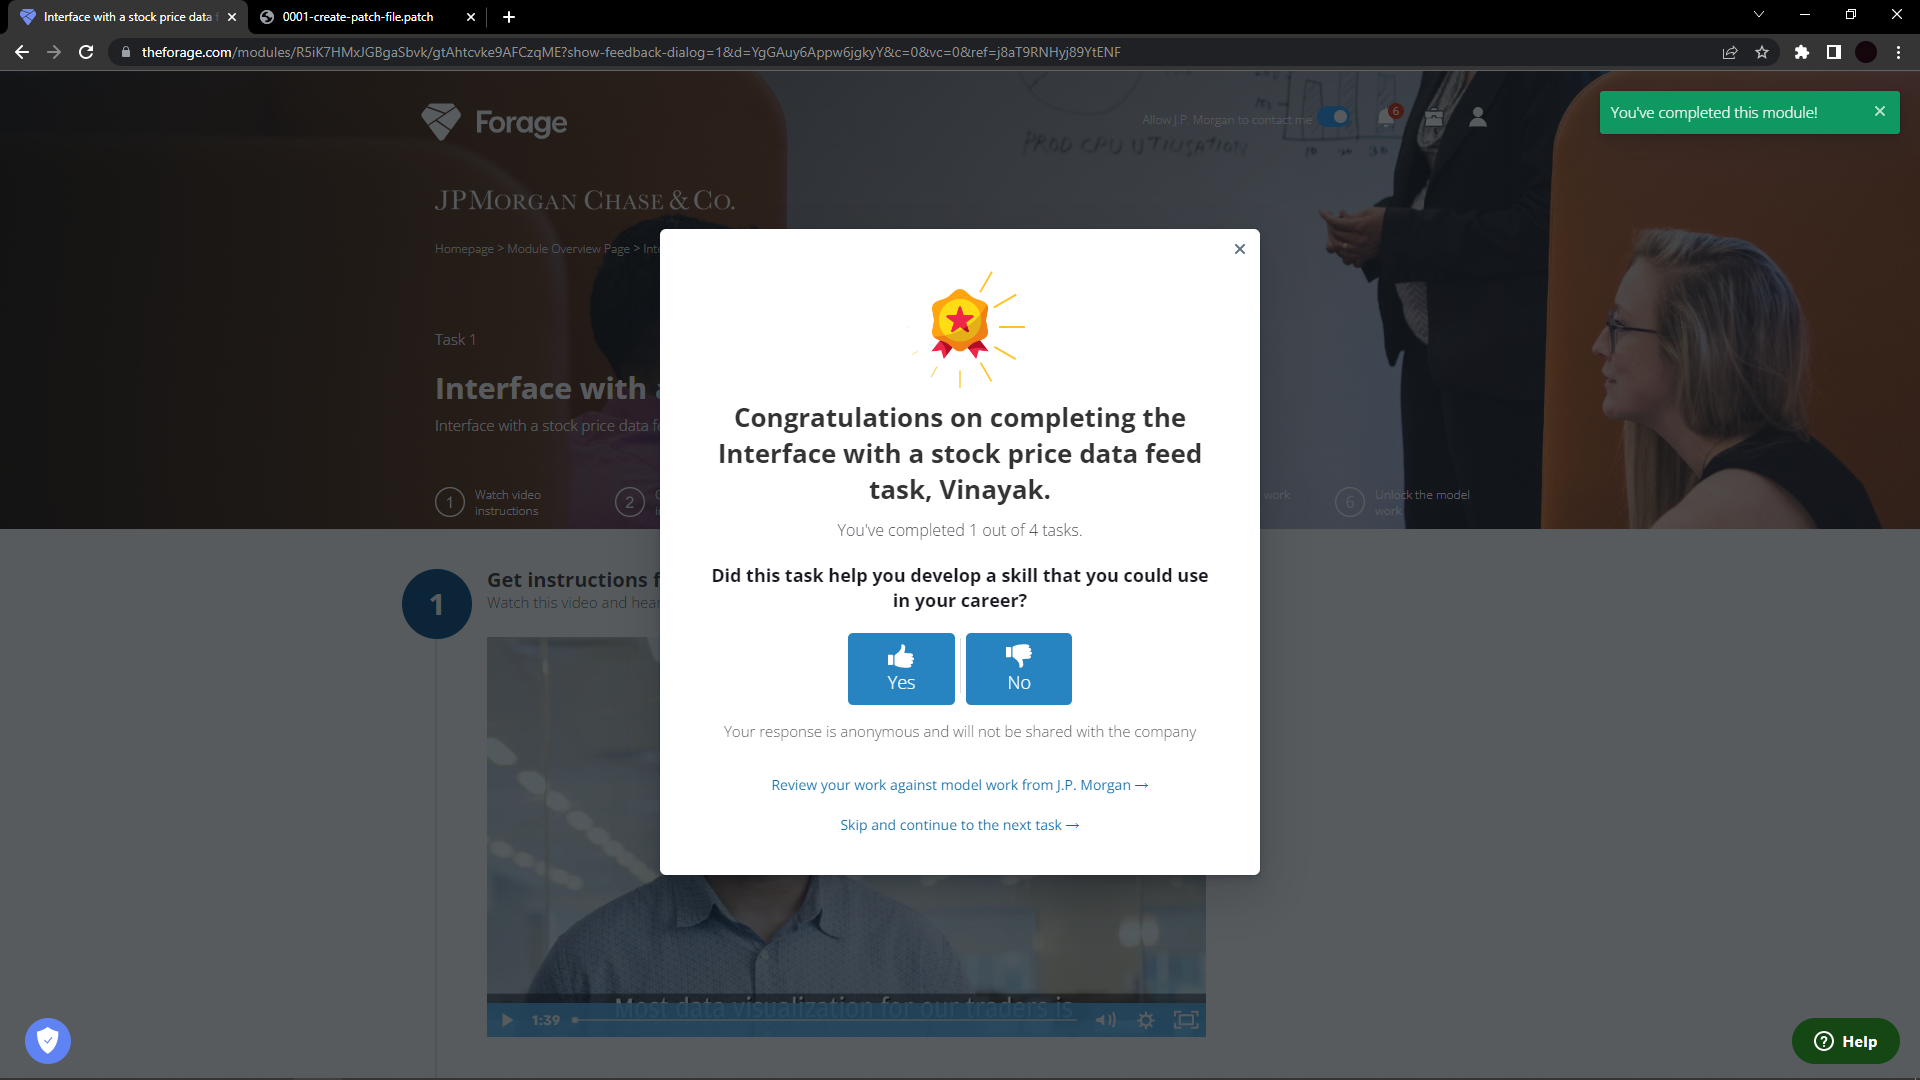 Interface with a stock price data f
0001-create-patch-file.patch
theforage.com/modules/R5iK7HMxJGBgaSbvk/gtAhtcvke9AFCzqME?show-feedback-dialog=1&d=YgGAuy6Appw6jgkyY&c=0&vc=0&ref=j8aT9RNHyj89YtENF
Forage
Allow J.P. Morgan to contact me
6
You've completed this module!
PROD CPU UTILISATION
JPMORGAN CHASE & CO.
Homepage > Module Overview Page > Inte
Task 1
Interface with a
Interface with a stock price data fe
1
Watch video
instructions
2
work
6
Unlock the model
work
Congratulations on completing the
Interface with a stock price data feed
task, Vinayak.
You've completed 1 out of 4 tasks.
Did this task help you develop a skill that you could use
in your career?
Yes
No
Your response is anonymous and will not be shared with the company
Review your work against model work from J.P. Morgan →
Skip and continue to the next task →
1
Get instructions f
Watch this video and hear
Most data visualization for our traders is
1:39
Help